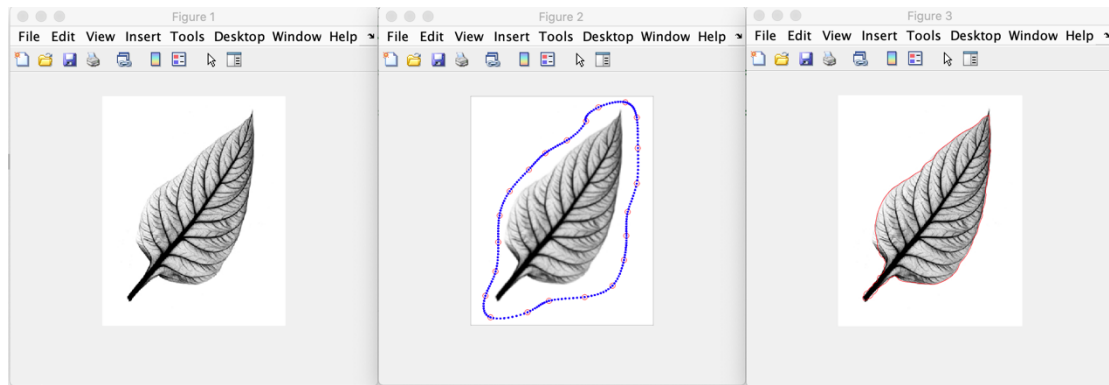 Figure 1
File Edit View Insert Tools Desktop Window Help
Figure 2
File Edit View Insert Tools Desktop Window Help
Figure 3
File Edit View Insert Tools Desktop Window Help